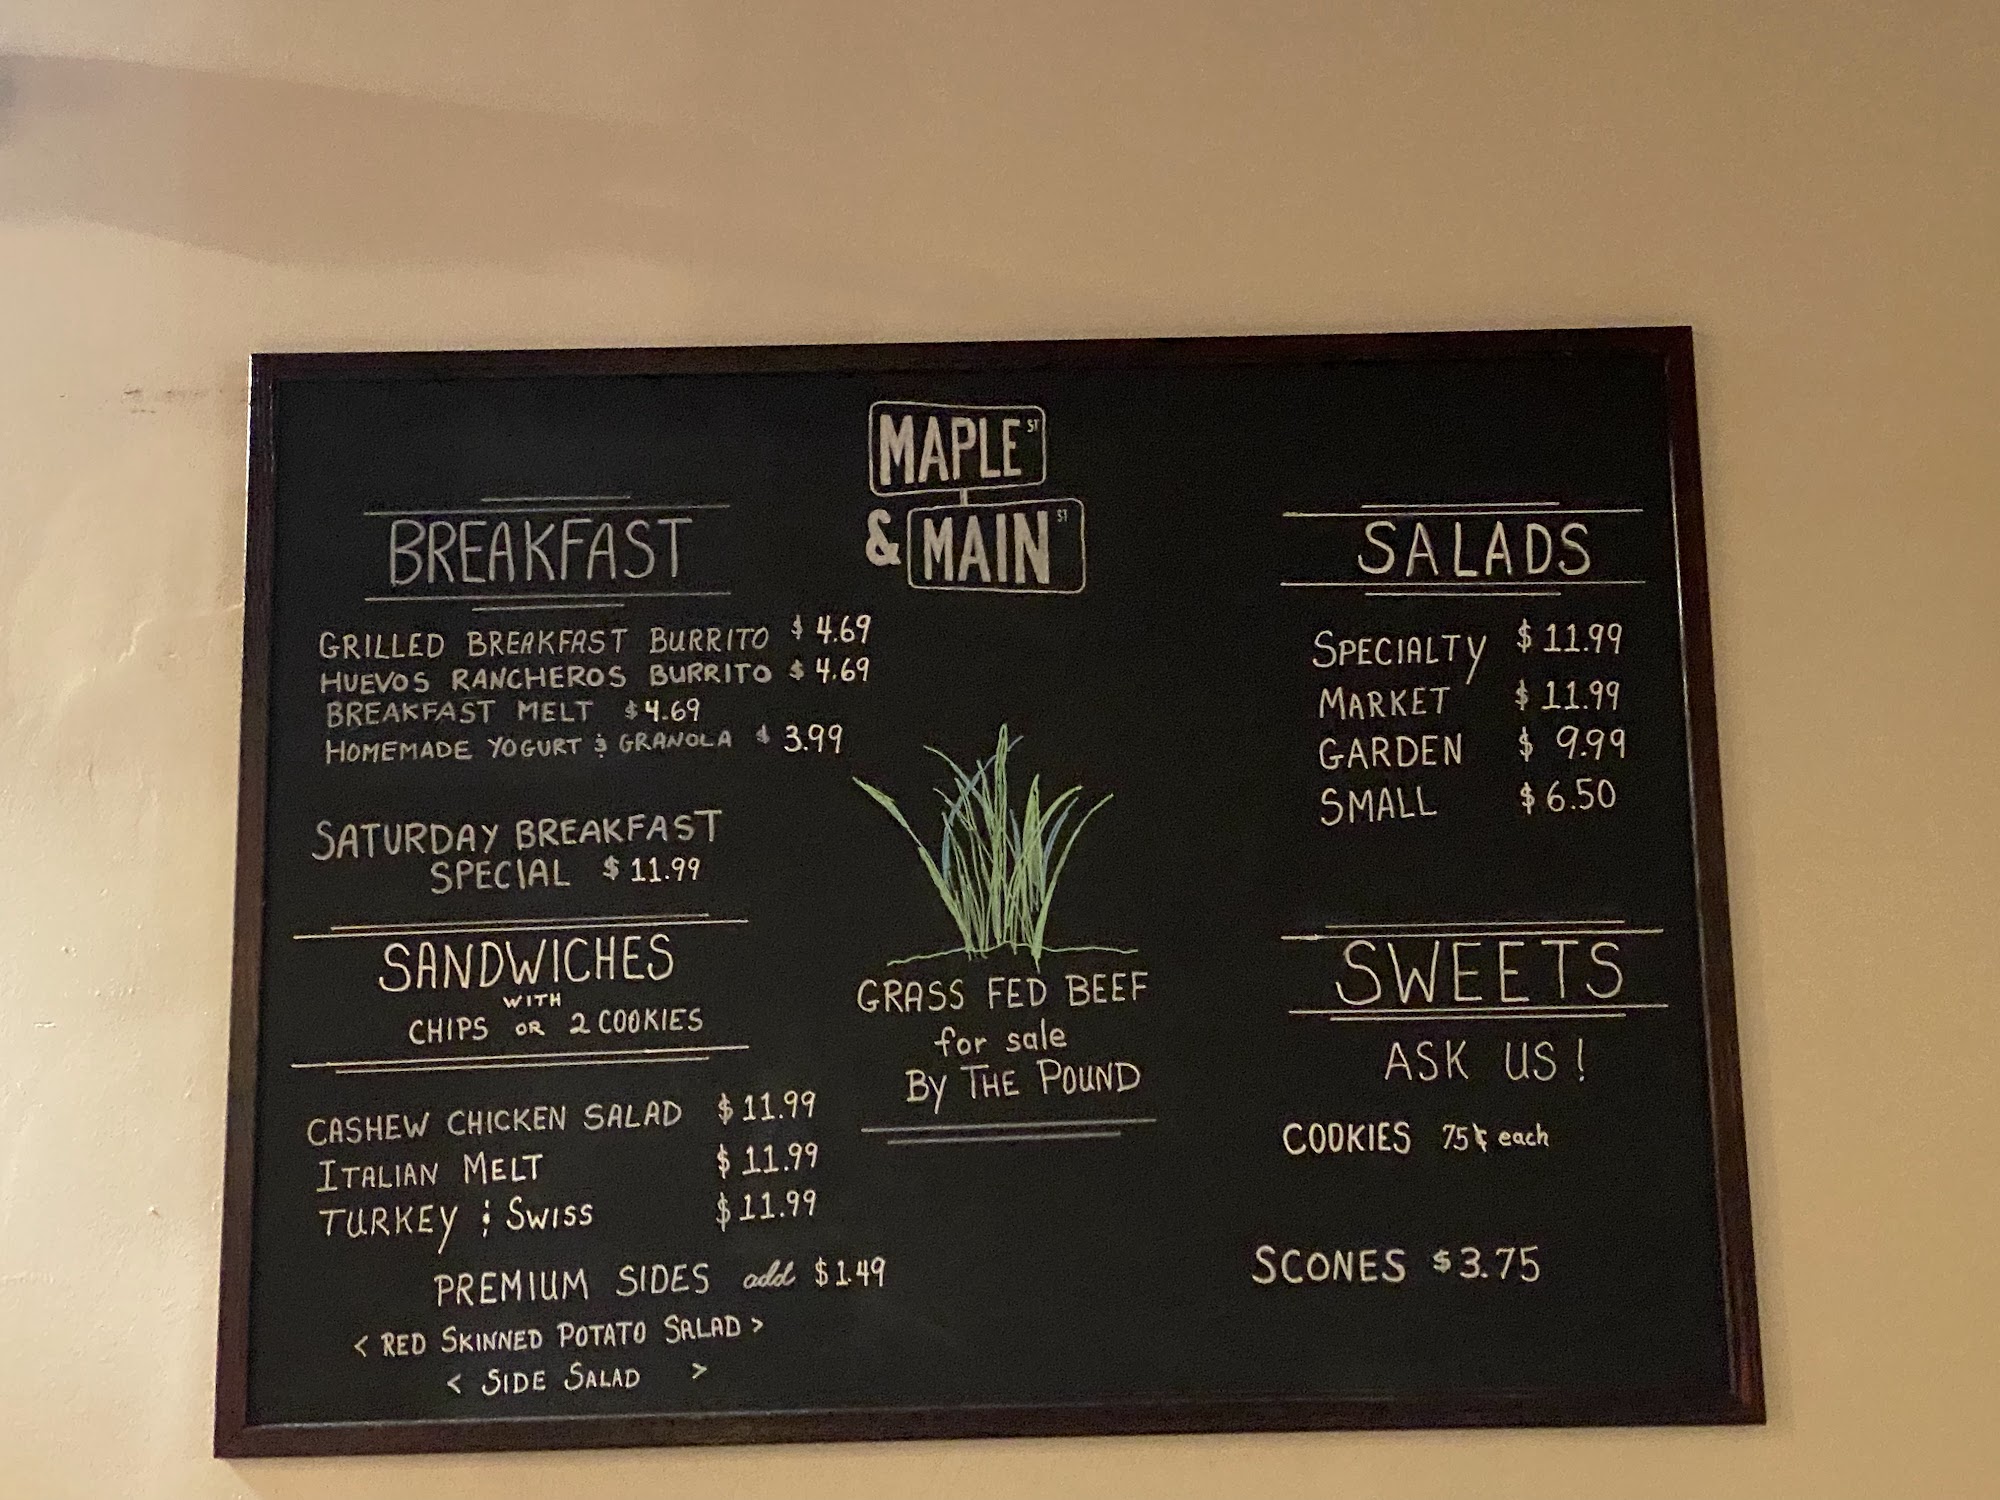 MAPLE ST
& MAIN ST
BREAKFAST
GRILLED BREAKFAST BURRITO $ 4.69
HUEVOS RANCHEROS BURRITO $ 4.69
BREAKFAST MELT $4.69
HOMEMADE YOGURT & GRANOLA $ 3.99
SATURDAY BREAKFAST
SPECIAL $ 11.99
SANDWICHES
WITH
CHIPS OR 2 COOKIES
CASHEW CHICKEN SALAD $ 11.99
ITALIAN MELT $ 11.99
TURKEY & SWISS $ 11.99
PREMIUM SIDES add $1.49
< RED SKINNED POTATO SALAD >
< SIDE SALAD >
GRASS FED BEEF
for sale
By THE POUND
SALADS
SPECIALTY $ 11.99
MARKET $ 11.99
GARDEN $ 9.99
SMALL $ 6.50
SWEETS
ASK US!
COOKIES 75¢ each
SCONES $3.75